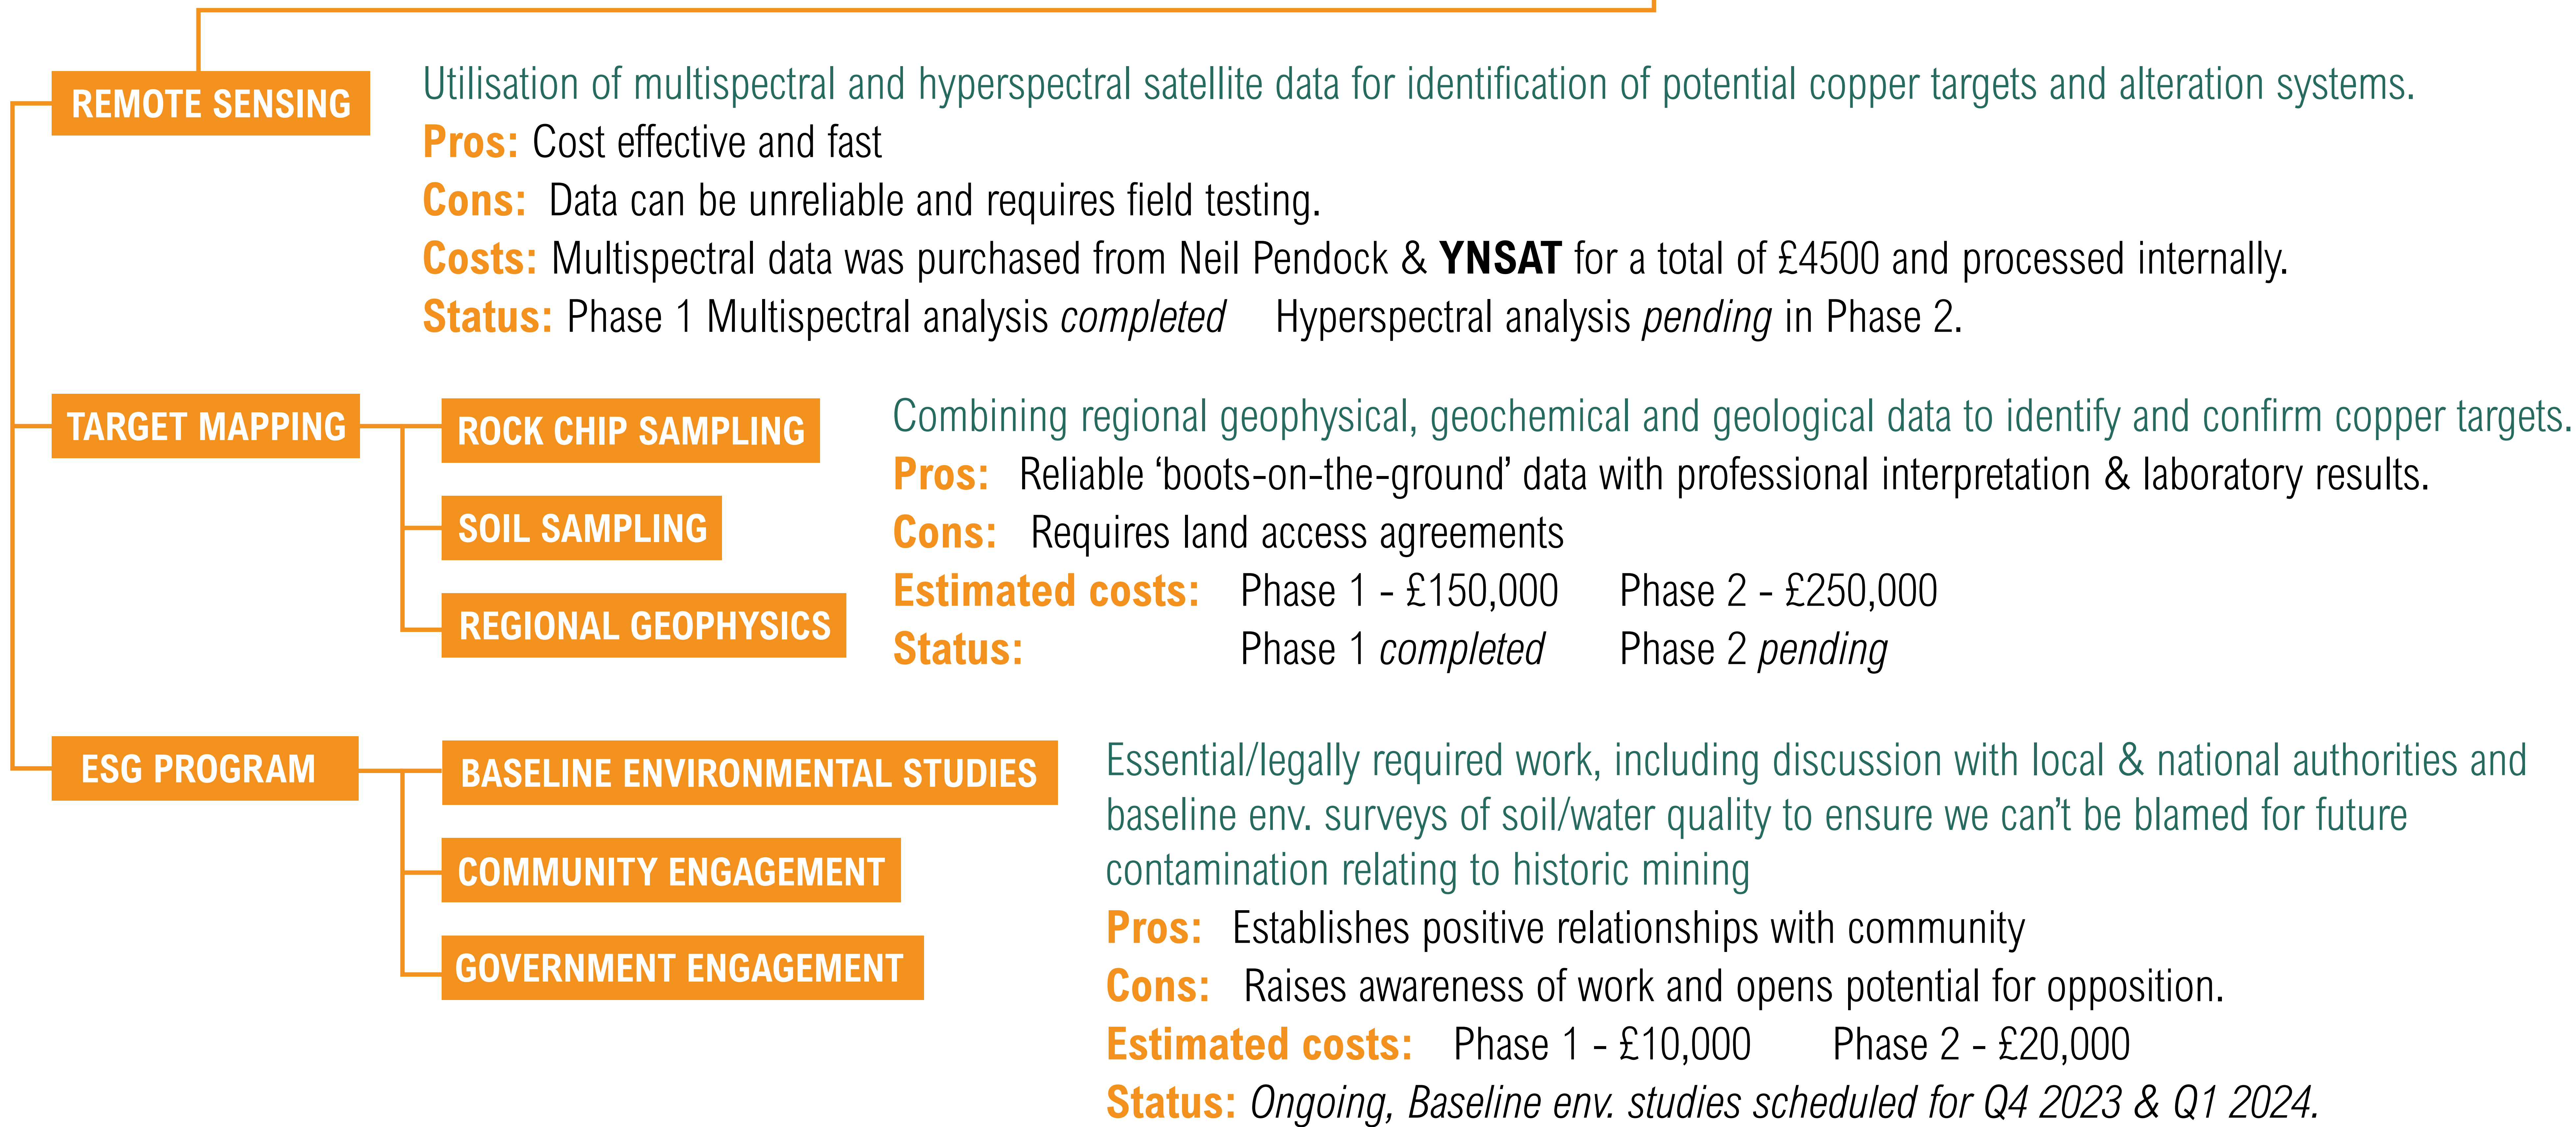 REMOTE SENSING
Utilisation of multispectral and hyperspectral satellite data for identification of potential copper targets and alteration systems.
Pros: Cost effective and fast
Cons: Data can be unreliable and requires field testing.
Costs: Multispectral data was purchased from Neil Pendock & YNSAT for a total of £4500 and processed internally.
Status: Phase 1 Multispectral analysis completed Hyperspectral analysis pending in Phase 2.
TARGET MAPPING
ROCK CHIP SAMPLING
SOIL SAMPLING
REGIONAL GEOPHYSICS
Combining regional geophysical, geochemical and geological data to identify and confirm copper targets.
Pros: Reliable ‘boots-on-the-ground’ data with professional interpretation & laboratory results.
Cons: Requires land access agreements
Estimated costs: Phase 1 - £150,000 Phase 2 - £250,000
Status: Phase 1 completed Phase 2 pending
ESG PROGRAM
BASELINE ENVIRONMENTAL STUDIES
COMMUNITY ENGAGEMENT
GOVERNMENT ENGAGEMENT
Essential/legally required work, including discussion with local & national authorities and
baseline env. surveys of soil/water quality to ensure we can’t be blamed for future
contamination relating to historic mining
Pros: Establishes positive relationships with community
Cons: Raises awareness of work and opens potential for opposition.
Estimated costs: Phase 1 - £10,000 Phase 2 - £20,000
Status: Ongoing, Baseline env. studies scheduled for Q4 2023 & Q1 2024.